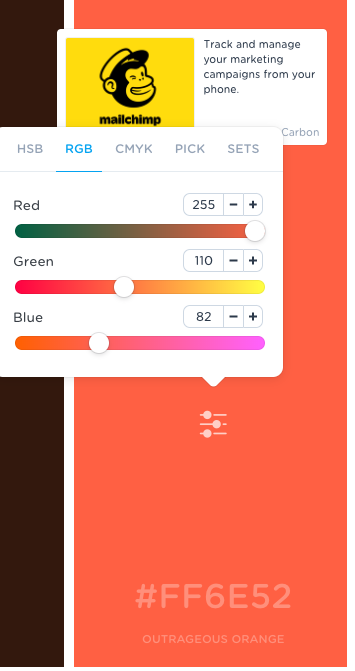 Track and manage
your marketing
campaigns from your
phone.
mailchimp
Carbon
HSB RGB CMYK PICK SETS
Red 255 − +
Green 110 − +
Blue 82 − +
#FF6E52
OUTRAGEOUS ORANGE